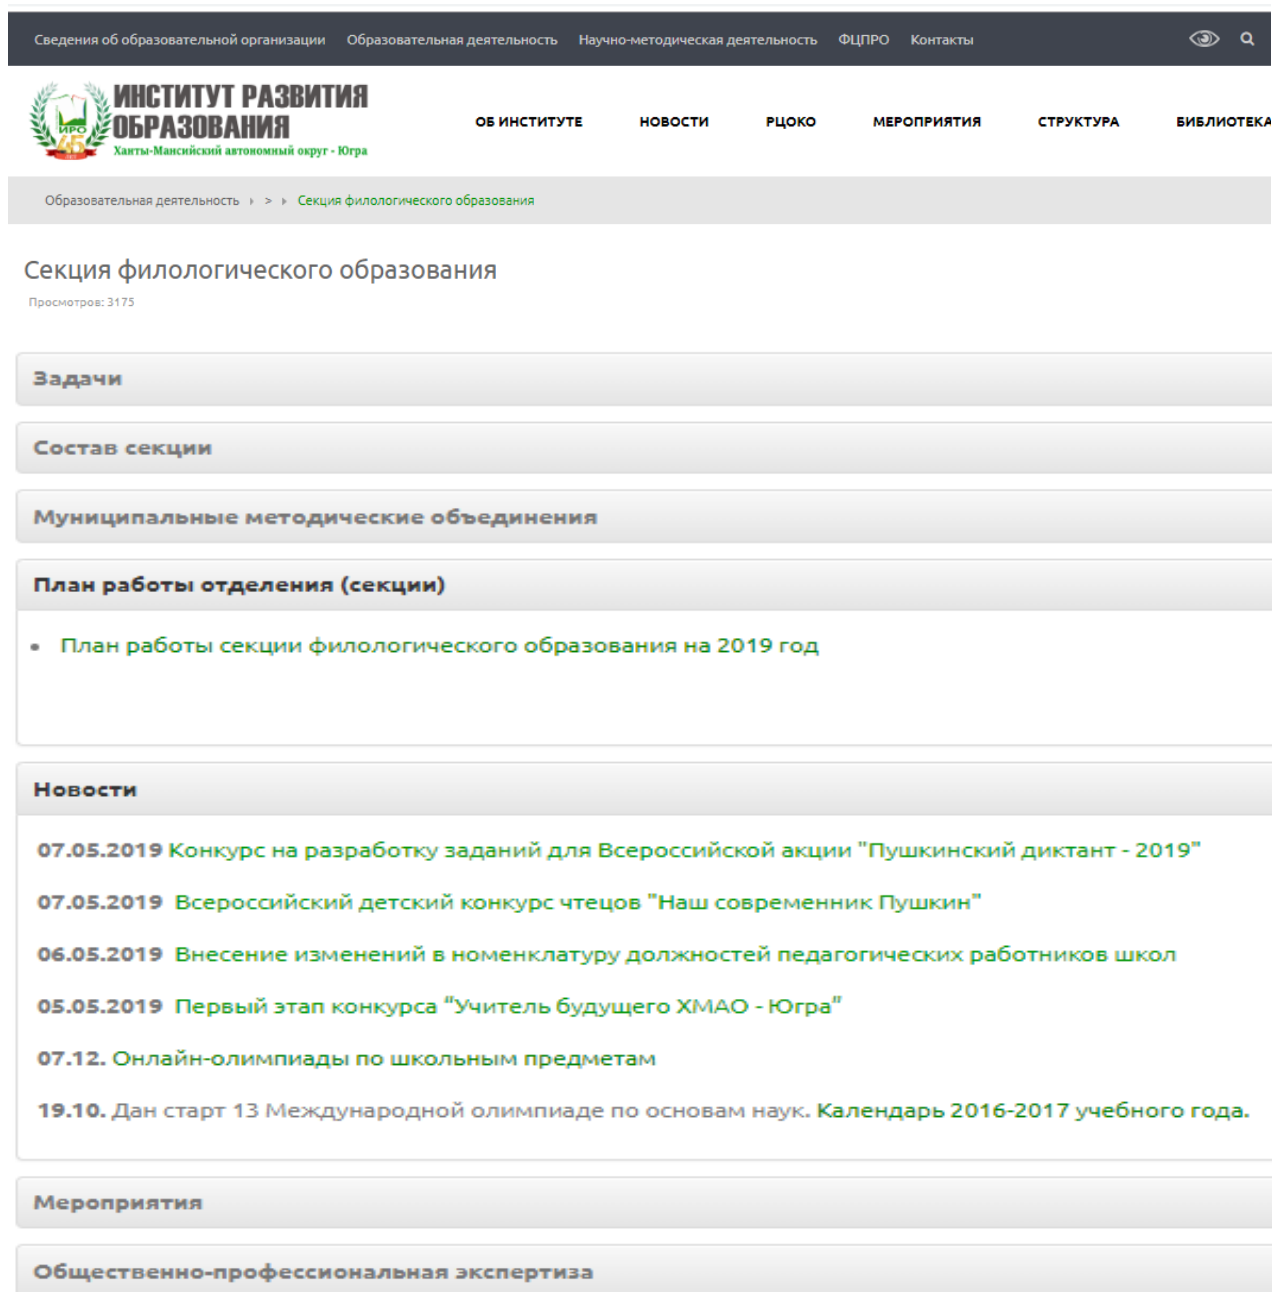 Сведения об образовательной организации Образовательная деятельность Научно-методическая деятельность ФЦПРО Контакты
ИНСТИТУТ РАЗВИТИЯ
ОБРАЗОВАНИЯ
Ханты-Мансийский автономный округ - Югра
ИРО
45
ОБ ИНСТИТУТЕ НОВОСТИ РЦОКО МЕРОПРИЯТИЯ СТРУКТУРА БИБЛИОТЕКА
Образовательная деятельность > Секция филологического образования
Секция филологического образования
Просмотров: 3175
Задачи
Состав секции
Муниципальные методические объединения
План работы отделения (секции)
• План работы секции филологического образования на 2019 год
Новости
07.05.2019 Конкурс на разработку заданий для Всероссийской акции "Пушкинский диктант - 2019"
07.05.2019 Всероссийский детский конкурс чтецов "Наш современник Пушкин"
06.05.2019 Внесение изменений в номенклатуру должностей педагогических работников школ
05.05.2019 Первый этап конкурса "Учитель будущего ХМАО - Югра"
07.12. Онлайн-олимпиады по школьным предметам
19.10. Дан старт 13 Международной олимпиаде по основам наук. Календарь 2016-2017 учебного года.
Мероприятия
Общественно-профессиональная экспертиза